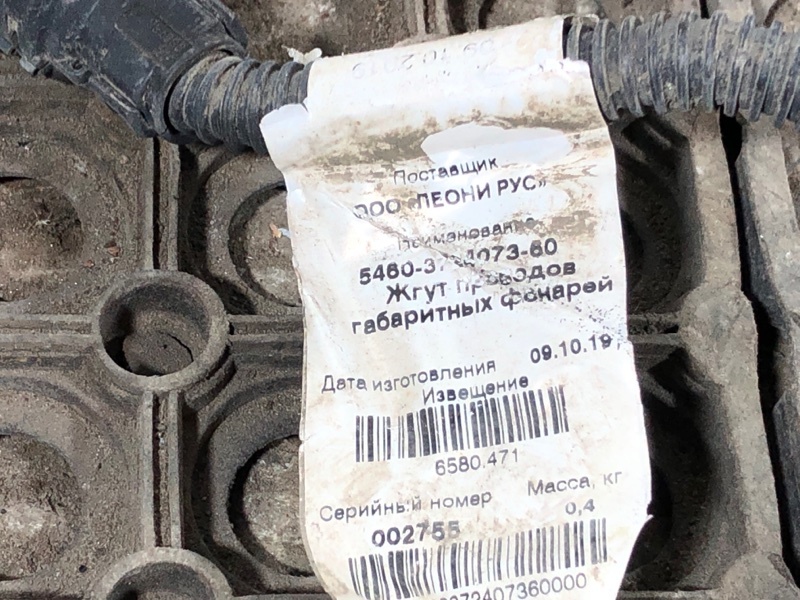 Поставщик
ООО «ЛЕОНИ РУС»
Наименование
Жгут проводов
габаритных фонарей
Дата изготовления 09.10.19
Извещение
6580.471
Серийный номер Масса, кг
002755 0,4